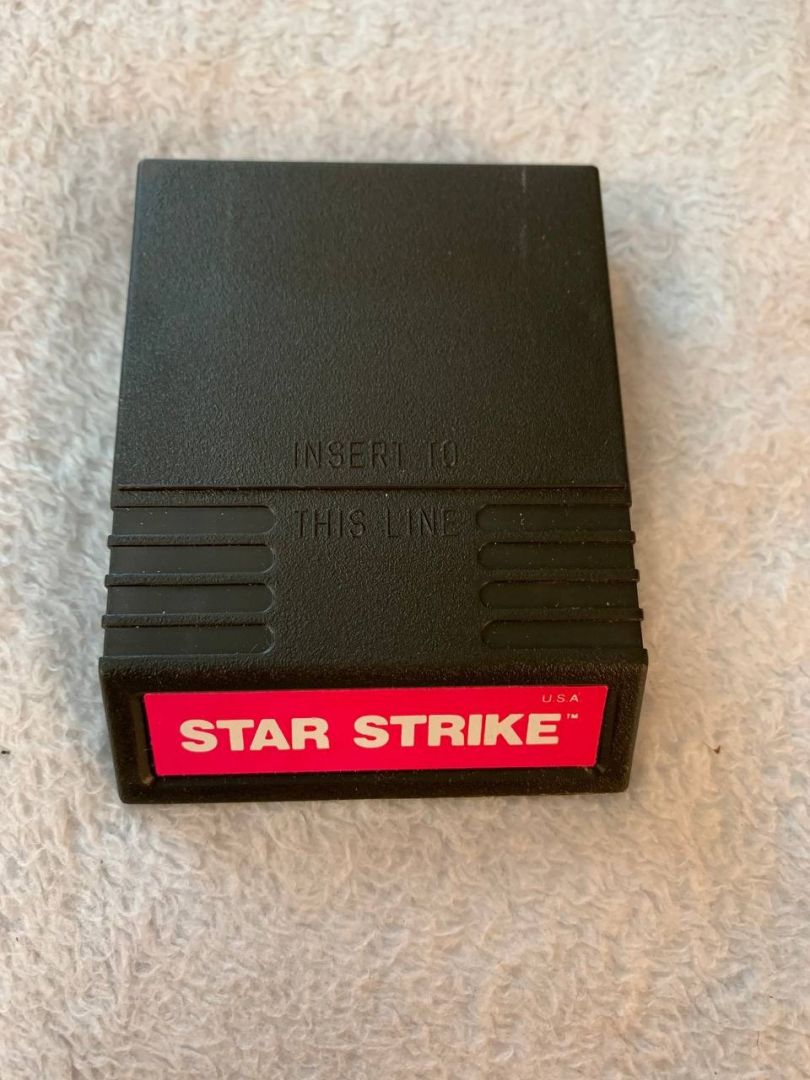 INSERT TO
THIS LINE
U.S.A
STAR STRIKE™